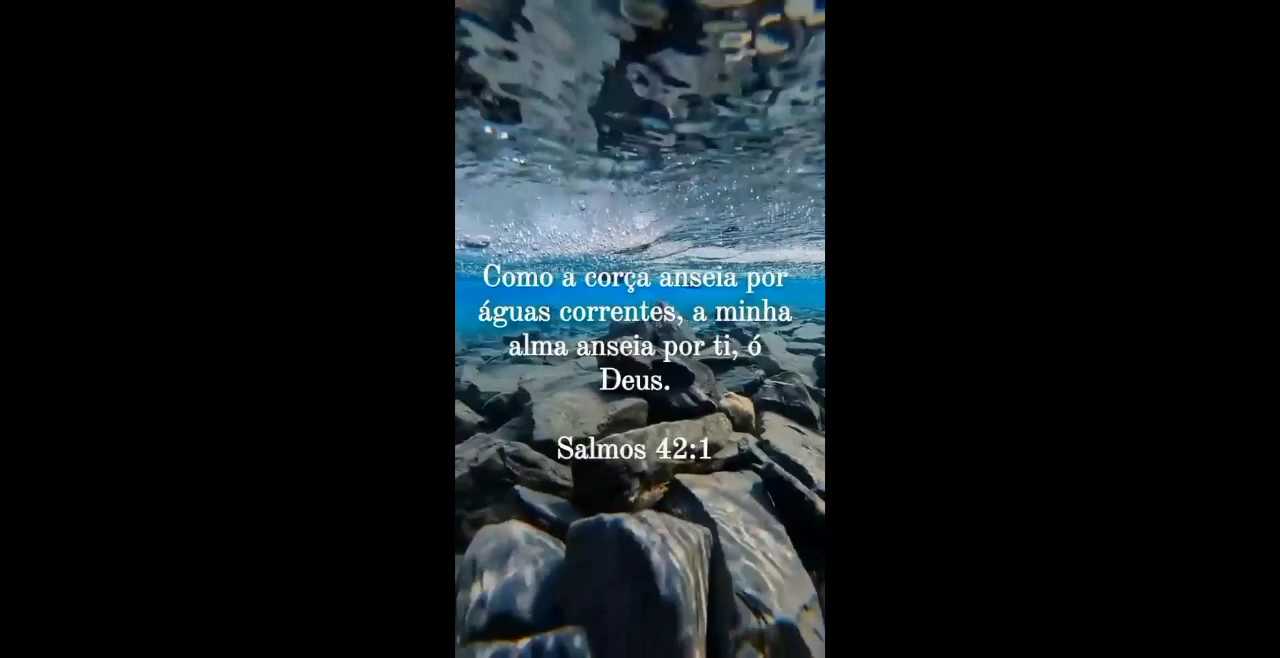 Como a corça anseia por
águas correntes, a minha
alma anseia por ti, ó
Deus.
Salmos 42:1